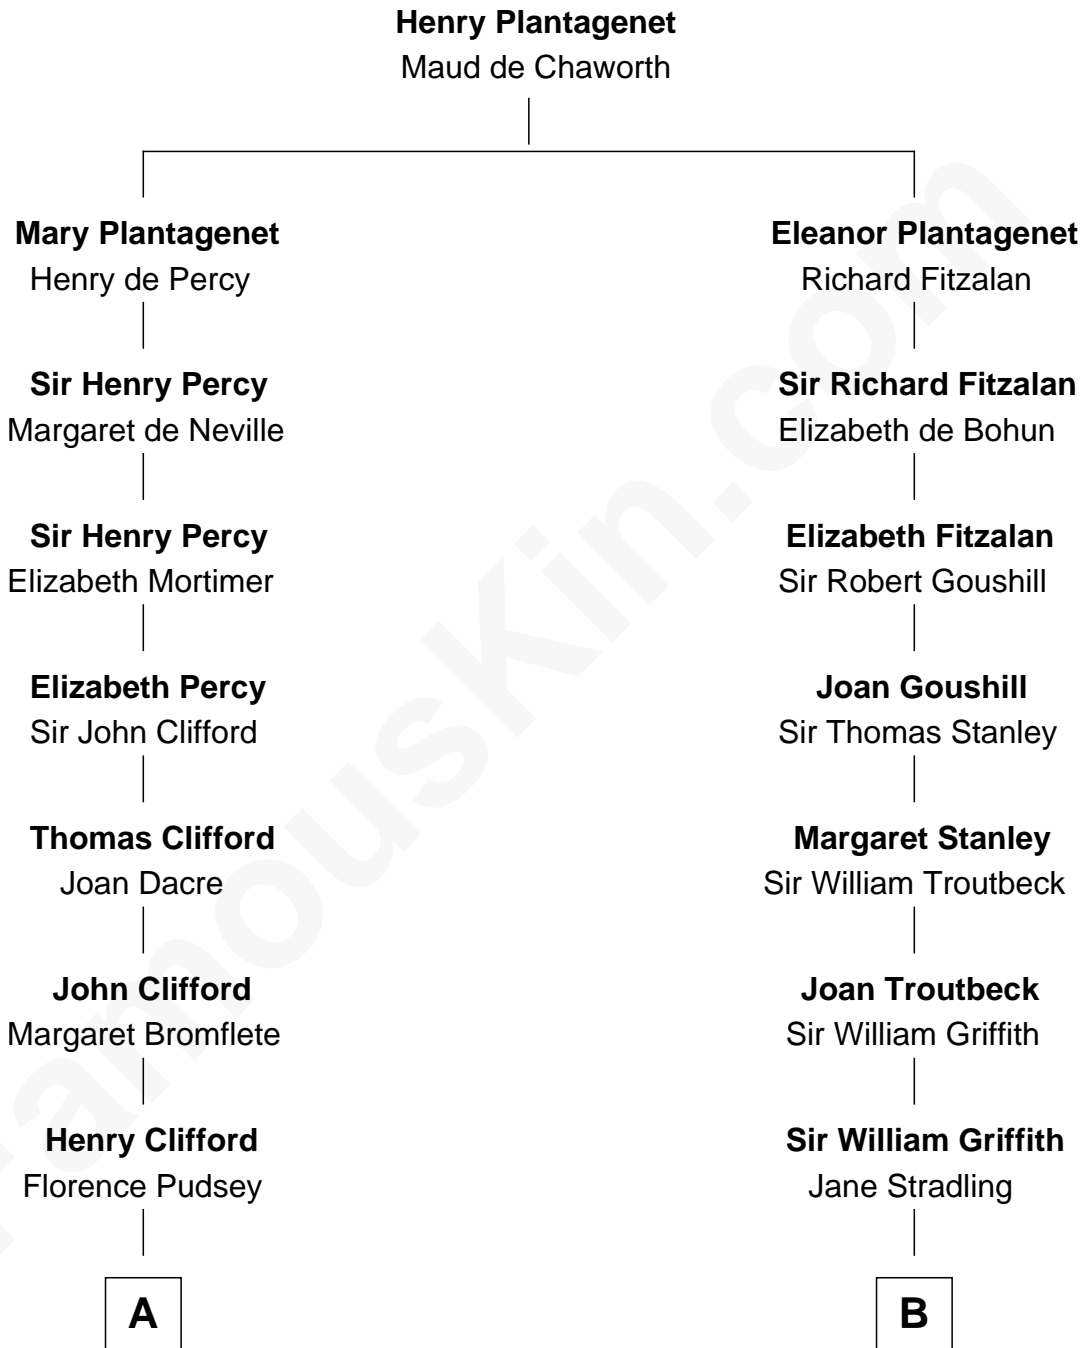 Henry Plantagenet
Maud de Chaworth
Mary Plantagenet
Henry de Percy
Eleanor Plantagenet
Richard Fitzalan
Sir Henry Percy
Margaret de Neville
Sir Richard Fitzalan
Elizabeth de Bohun
Sir Henry Percy
Elizabeth Mortimer
Elizabeth Fitzalan
Sir Robert Goushill
Elizabeth Percy
Sir John Clifford
Joan Goushill
Sir Thomas Stanley
Thomas Clifford
Joan Dacre
Margaret Stanley
Sir William Troutbeck
John Clifford
Margaret Bromflete
Joan Troutbeck
Sir William Griffith
Henry Clifford
Florence Pudsey
Sir William Griffith
Jane Stradling
A
B
FamousKin.com